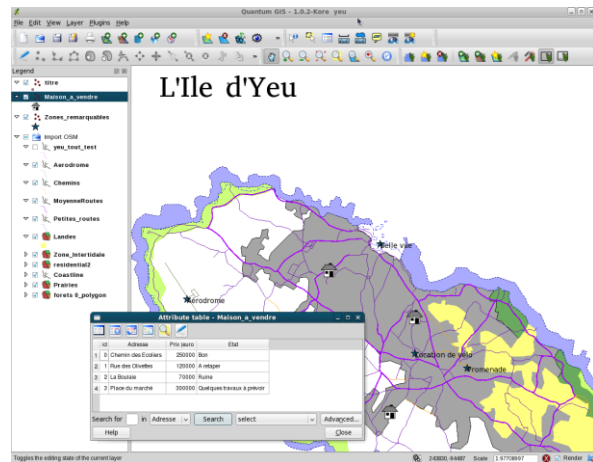 Quantum GIS - 1.0.2-Kore yeu
File Edit View Layer Plugins Help
Legend
titre
Maison_a_vendre
Zones_remarquables
Import OSM
yeu_tout_test
Aerodrome
Chemins
MoyenneRoutes
Petites_routes
Landes
Zone_Intertidale
residential2
Coastline
Prairies
forets 0_polygon
L'Ile d'Yeu
Belle vue
Aérodrome
Location de vélo
Promenade
Attribute table - Maison_a_vendre
id Adresse Prix jeuro Etat
1 0 Chemin des Ecoliers 250000 Bon
2 1 Rue des Olivettes 120000 A retaper
3 2 La Bouisie 70000 Ruine
4 3 Place du marché 300000 Quelques travaux à prévoir
Search for in Adresse Search select Advanced...
Help Close
Toggles the editing state of the current layer
243800,-94487 Scale 1:97708997 Render